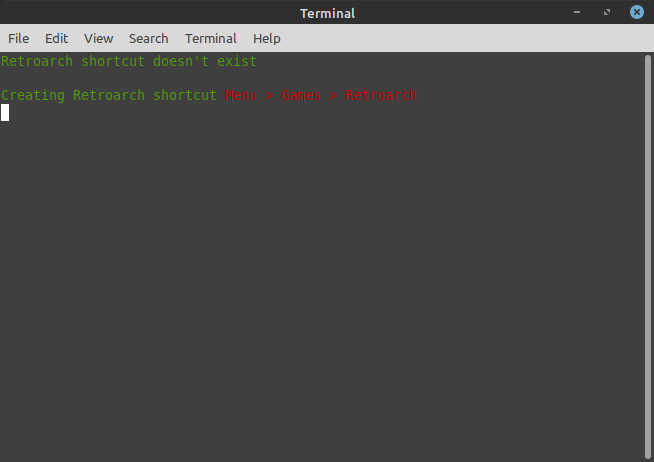 Terminal
File Edit View Search Terminal Help
Retroarch shortcut doesn't exist
Creating Retroarch shortcut Menu > Games > Retroarch